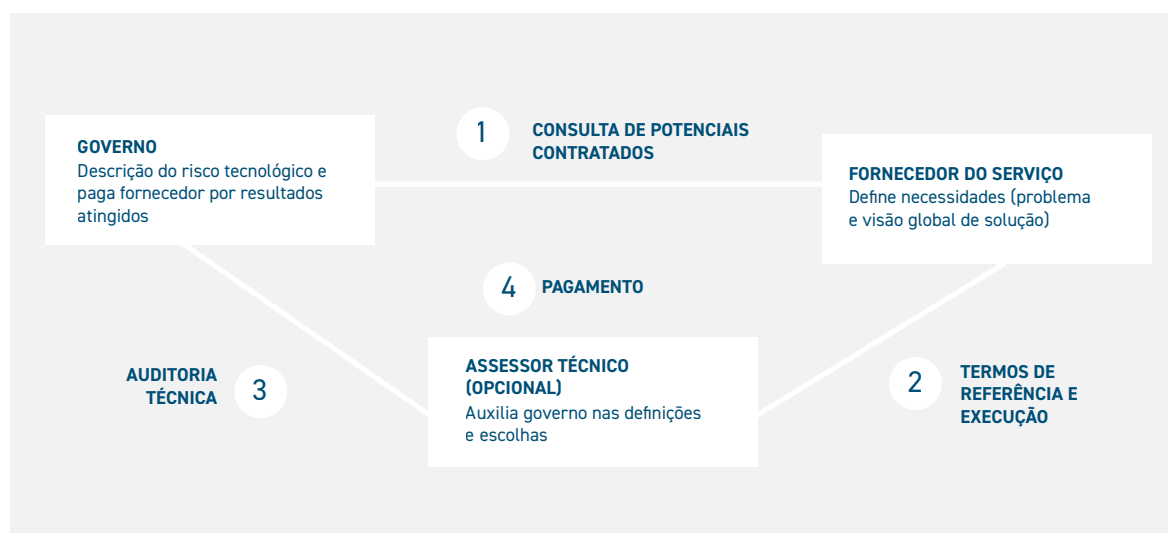 GOVERNO
Descrição do risco tecnológico e
paga fornecedor por resultados
atingidos
1
CONSULTA DE POTENCIAIS
CONTRATADOS
FORNECEDOR DO SERVIÇO
Define necessidades (problema
e visão global de solução)
4
PAGAMENTO
ASSESSOR TÉCNICO
(OPCIONAL)
Auxilia governo nas definições
e escolhas
AUDITORIA
TÉCNICA
3
2
TERMOS DE
REFERÊNCIA E
EXECUÇÃO